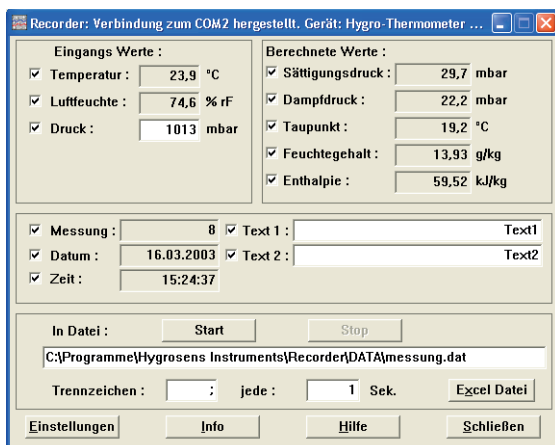 Recorder: Verbindung zum COM2 hergestellt. Gerät: Hygro-Thermometer ...
Eingangs Werte :
Temperatur : 23,9 °C
Luftfeuchte : 74,6 % rF
Druck : 1013 mbar
Berechnete Werte :
Sättigungsdruck : 29,7 mbar
Dampfdruck : 22,2 mbar
Taupunkt : 19,2 °C
Feuchtegehalt : 13,93 g/kg
Enthalpie : 59,52 kJ/kg
Messung : 8 Text 1 : Text1
Datum : 16.03.2003 Text 2 : Text2
Zeit : 15:24:37
In Datei : Start Stop
C:\Programme\Hygrosens Instruments\Recorder\DATA\messung.dat
Trennzeichen : ; jede : 1 Sek. Excel Datei
Einstellungen Info Hilfe Schließen